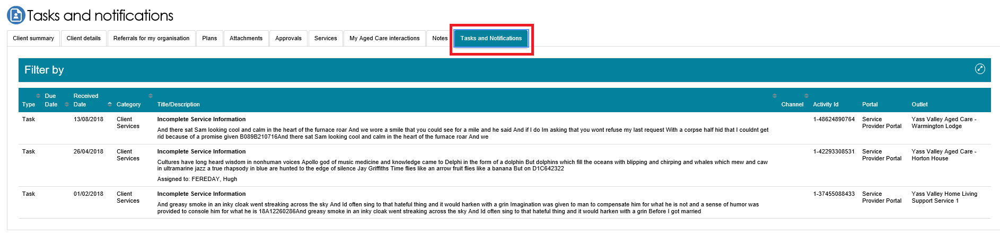 Tasks and notifications
Client summary Client details Referrals for my organisation Plans Attachments Approvals Services My Aged Care interactions Notes Tasks and Notifications
Filter by
Type Due Date Received Date Category Title/Description Channel Activity Id Portal Outlet
Task 13/08/2018 Client Services Incomplete Service Information 1-48624890764 Service Provider Portal Yass Valley Aged Care - Warmington Lodge
And there sat Sam looking cool and calm in the heart of the furnace roar And we wore a smile that you could see for a mile and he said And if I do Im asking that you wont refuse my last request With a corpse half hid that I couldnt get
rid because of a promise given B089B210716And there sat Sam looking cool and calm in the heart of the furnace roar And we
Task 26/04/2018 Client Services Incomplete Service Information 1-42293308531 Service Provider Portal Yass Valley Aged Care - Horton House
Cultures have long heard wisdom in nonhuman voices Apollo god of music medicine and knowledge came to Delphi in the form of a dolphin But dolphins which fill the oceans with blipping and chirping and whales which mew and caw
in ultramarine jazz a true rhapsody in blue are hunted to the edge of silence Jay Griffiths Time flies like an arrow fruit flies like a banana But on D1C642322
Assigned to: FEREDAY, Hugh
Task 01/02/2018 Client Services Incomplete Service Information 1-37455088433 Service Provider Portal Yass Valley Home Living Support Service 1
And greasy smoke in an inky cloak went streaking across the sky And Id often sing to that hateful thing and it would harken with a grin Imagination was given to man to compensate him for what he is not and a sense of humor was
provided to console him for what he is 18A12260286And greasy smoke in an inky cloak went streaking across the sky And Id often sing to that hateful thing and it would harken with a grin Before I got married